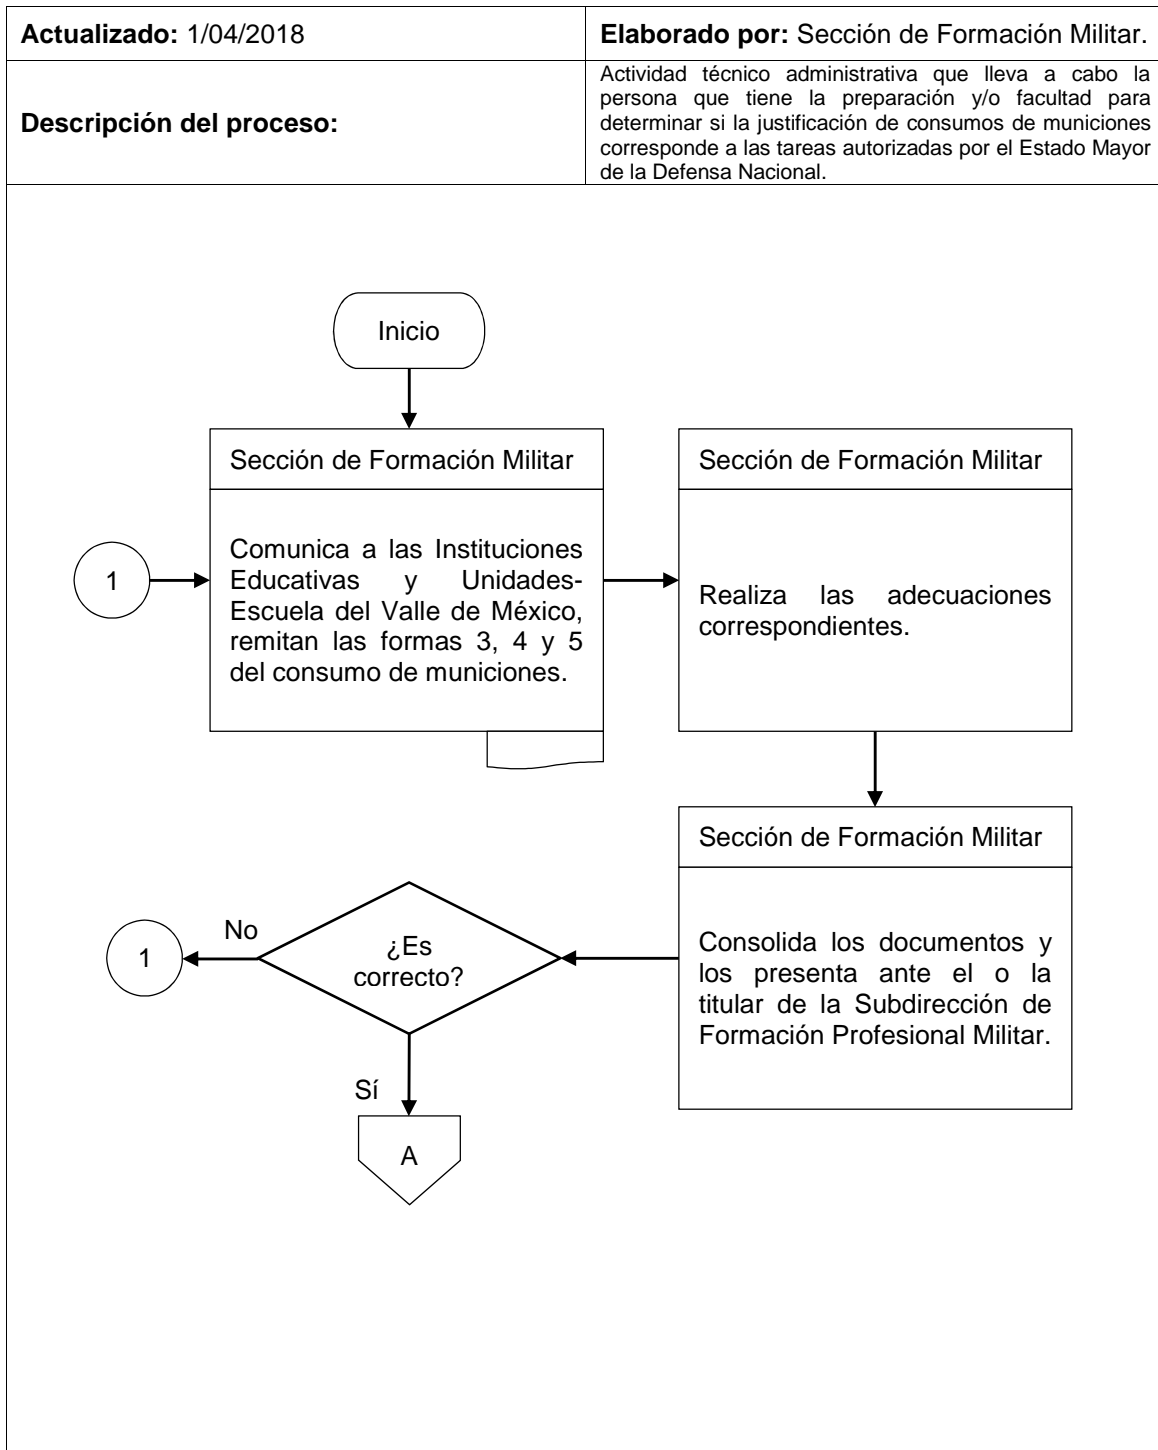 Actualizado: 1/04/2018
Elaborado por: Sección de Formación Militar.
Descripción del proceso:
Actividad técnico administrativa que lleva a cabo la
persona que tiene la preparación y/o facultad para
determinar si la justificación de consumos de municiones
corresponde a las tareas autorizadas por el Estado Mayor
de la Defensa Nacional.
Inicio
Sección de Formación Militar
1
Comunica a las Instituciones
Educativas y Unidades-
Escuela del Valle de México,
remitan las formas 3, 4 y 5
del consumo de municiones.
Sección de Formación Militar
Realiza las adecuaciones
correspondientes.
Sección de Formación Militar
Consolida los documentos y
los presenta ante el o la
titular de la Subdirección de
Formación Profesional Militar.
¿Es
correcto?
No
1
Sí
A